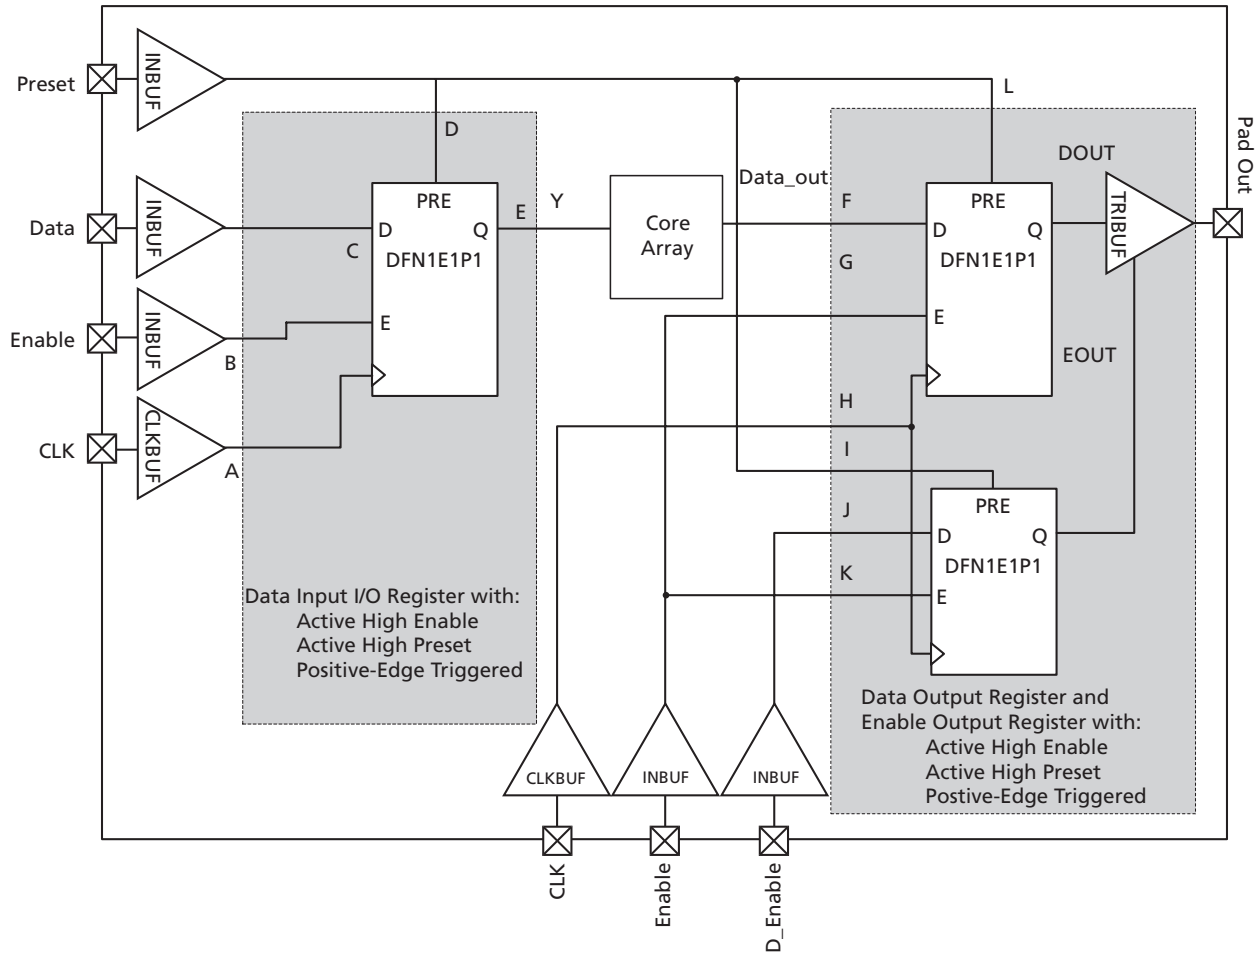 Preset
INBUF
L
D
Pad Out
DOUT
Data
INBUF
PRE
D
Q
C
DFN1E1P1
E
Y
Core
Array
Data_out
F
G
PRE
D
Q
DFN1E1P1
E
TRIBUF
Enable
INBUF
B
E
EOUT
CLK
CLKBUF
A
H
I
J
K
PRE
D
Q
DFN1E1P1
E
Data Input I/O Register with:
Active High Enable
Active High Preset
Positive-Edge Triggered
Data Output Register and
Enable Output Register with:
Active High Enable
Active High Preset
Postive-Edge Triggered
CLKBUF
INBUF
INBUF
CLK
Enable
D_Enable